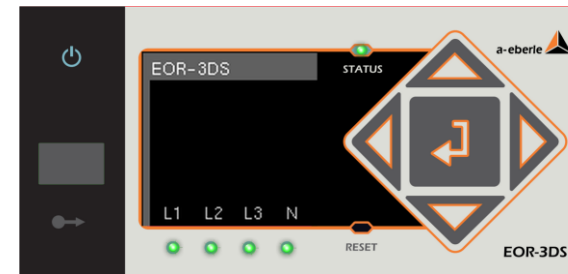 a-eberle
EOR-3DS
STATUS
L1 L2 L3 N
RESET
EOR-3DS